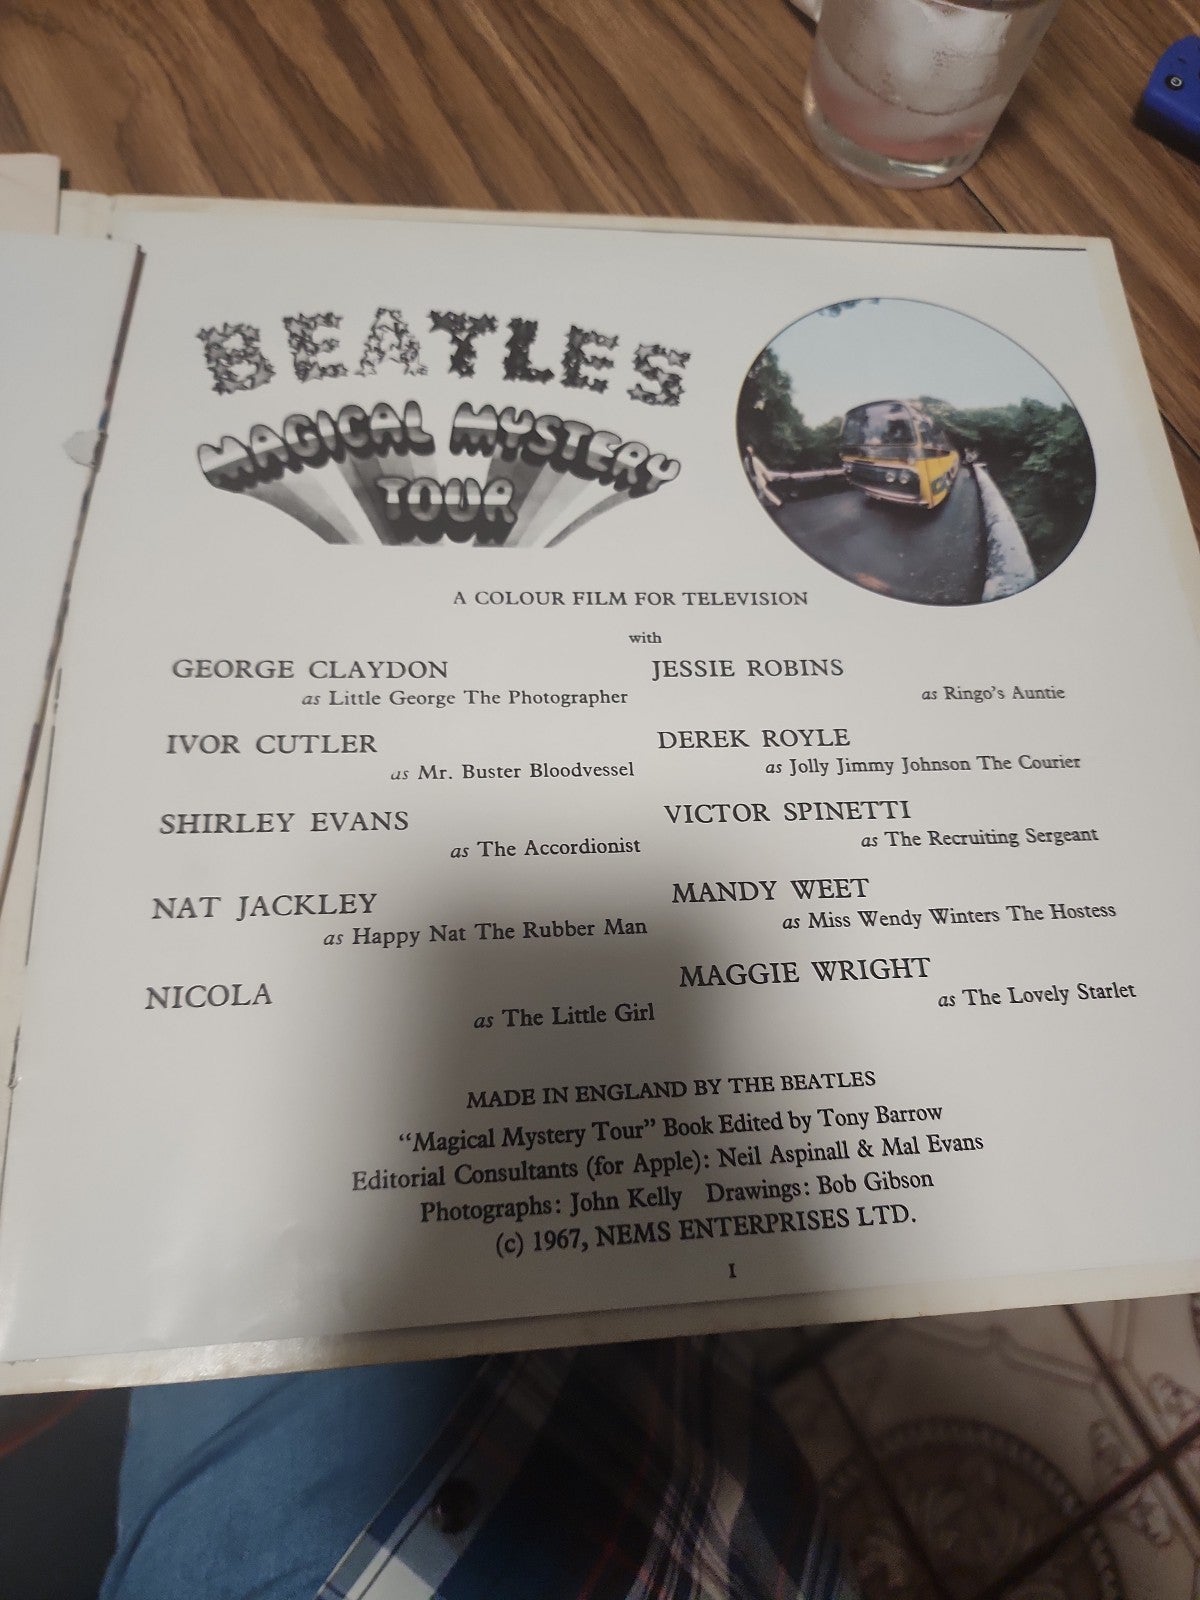 BEATLES
MAGICAL MYSTERY
TOUR
A COLOUR FILM FOR TELEVISION
with
GEORGE CLAYDON
as Little George The Photographer
JESSIE ROBINS
as Ringo's Auntie
IVOR CUTLER
as Mr. Buster Bloodvessel
DEREK ROYLE
as Jolly Jimmy Johnson The Courier
SHIRLEY EVANS
as The Accordionist
VICTOR SPINETTI
as The Recruiting Sergeant
NAT JACKLEY
as Happy Nat The Rubber Man
MANDY WEET
as Miss Wendy Winters The Hostess
NICOLA
as The Little Girl
MAGGIE WRIGHT
as The Lovely Starlet
MADE IN ENGLAND BY THE BEATLES
“Magical Mystery Tour” Book Edited by Tony Barrow
Editorial Consultants (for Apple): Neil Aspinall & Mal Evans
Photographs: John Kelly Drawings: Bob Gibson
(c) 1967, NEMS ENTERPRISES LTD.
I